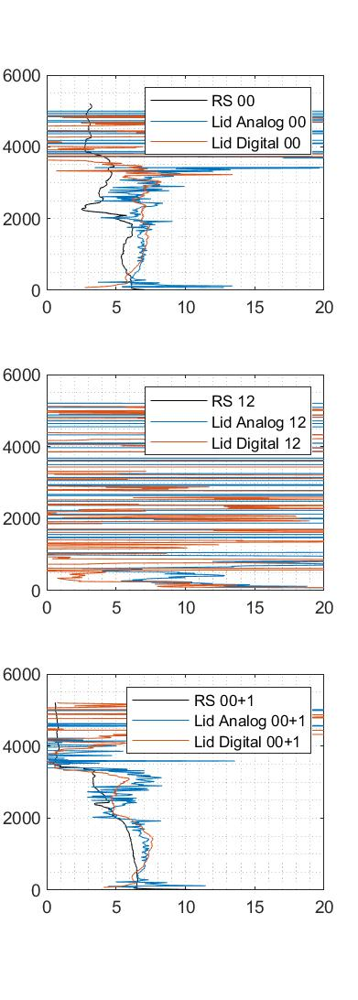 6000
4000
2000
0
0 5 10 15 20
RS 00
Lid Analog 00
Lid Digital 00
6000
4000
2000
0
0 5 10 15 20
RS 12
Lid Analog 12
Lid Digital 12
6000
4000
2000
0
0 5 10 15 20
RS 00+1
Lid Analog 00+1
Lid Digital 00+1